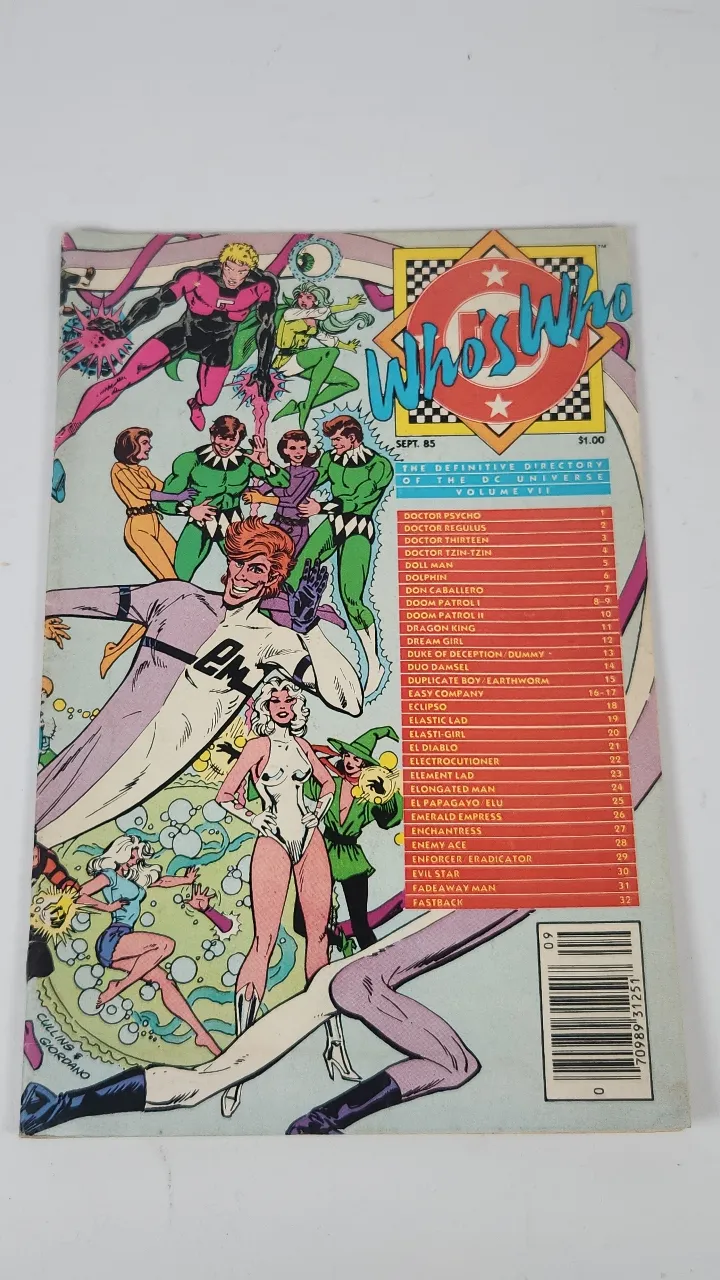 Who's Who
TM
SEPT. 85
$1.00
THE DEFINITIVE DIRECTORY
OF THE DC UNIVERSE
VOLUME VII
DOCTOR PSYCHO 1
DOCTOR REGULUS 2
DOCTOR THIRTEEN 3
DOCTOR TZIN-TZIN 4
DOLL MAN 5
DOLPHIN 6
DON CABALLERO 7
DOOM PATROL I 8-9
DOOM PATROL II 10
DRAGON KING 11
DREAM GIRL 12
DUKE OF DECEPTION/DUMMY 13
DUO DAMSEL 14
DUPLICATE BOY/EARTHWORM 15
EASY COMPANY 16-17
ECLIPSO 18
ELASTIC LAD 19
ELASTI-GIRL 20
EL DIABLO 21
ELECTROCUTIONER 22
ELEMENT LAD 23
ELONGATED MAN 24
EL PAPAGAYO/ELU 25
EMERALD EMPRESS 26
ENCHANTRESS 27
ENEMY ACE 28
ENFORCER/ERADICATOR 29
EVIL STAR 30
FADEAWAY MAN 31
FASTBACK 32
em
CULLINS &
GIORDANO
09
0 70989 31251